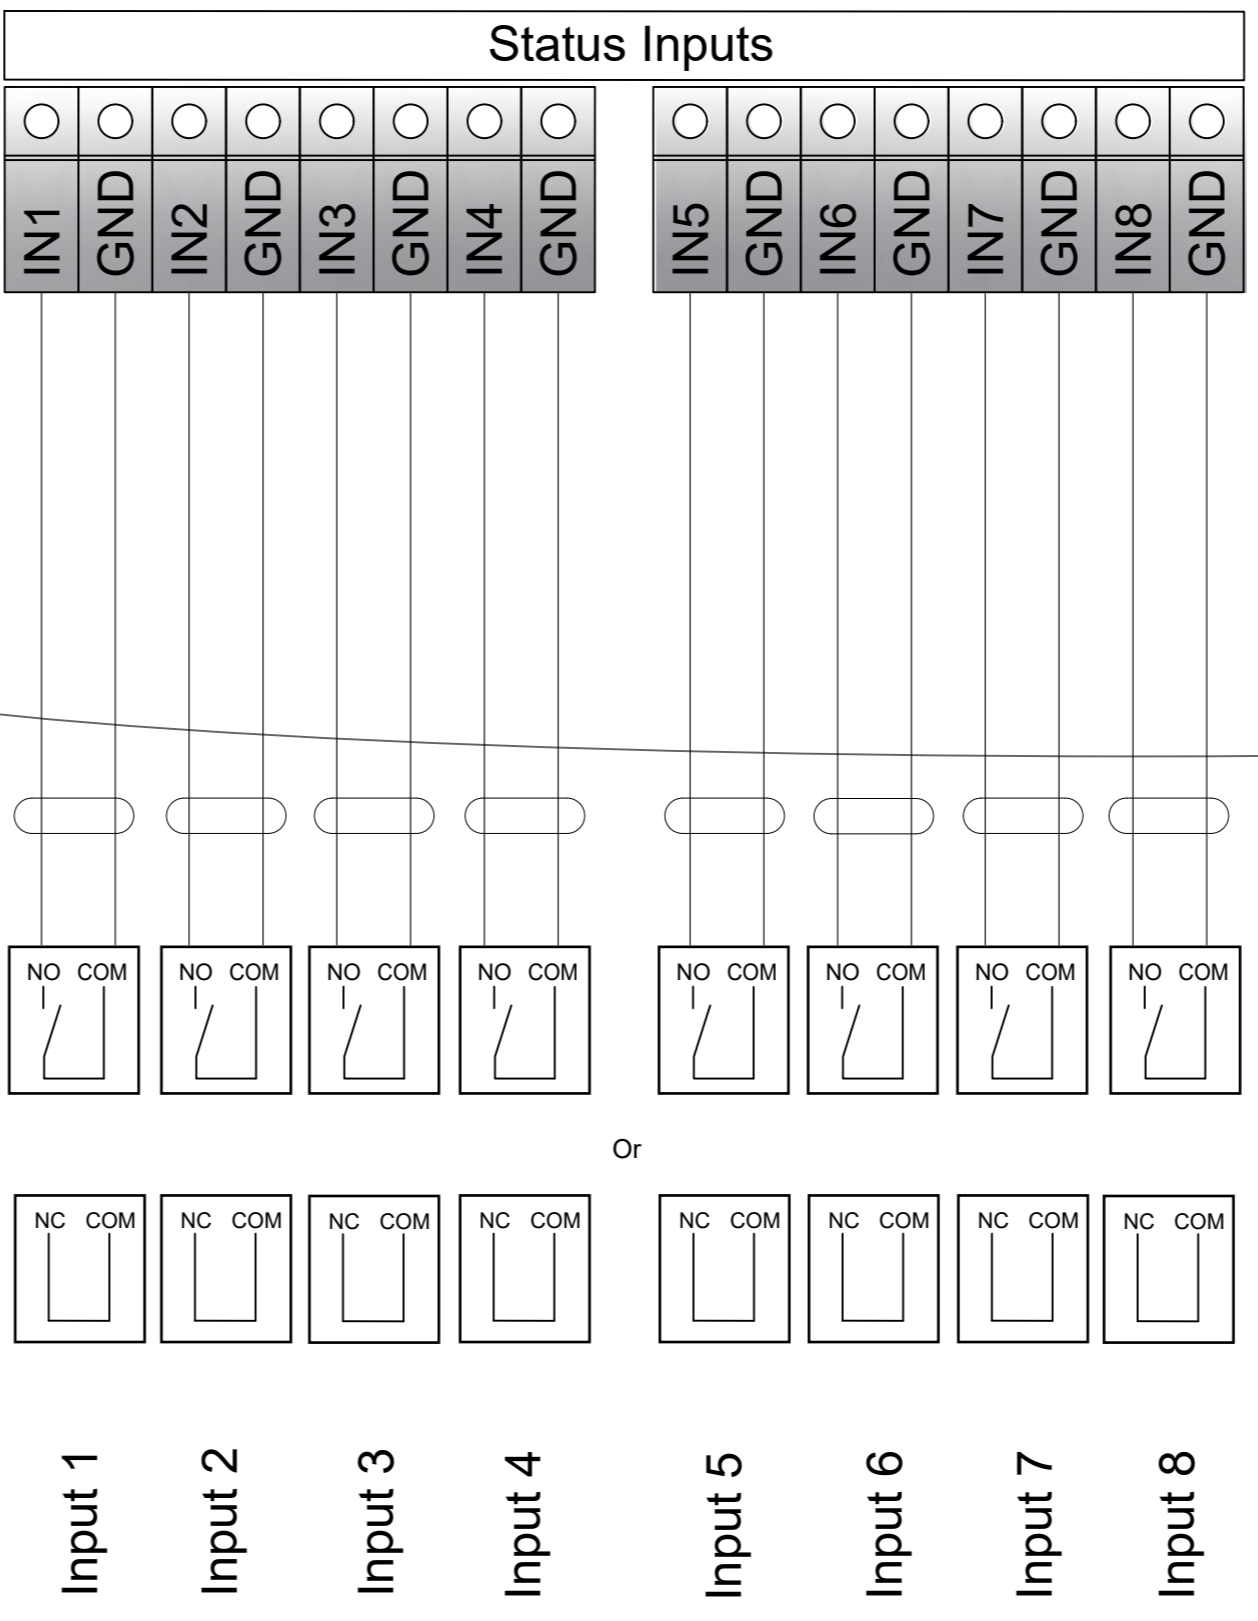 Status Inputs
IN1 GND IN2 GND IN3 GND IN4 GND IN5 GND IN6 GND IN7 GND IN8 GND
NO COM NO COM NO COM NO COM NO COM NO COM NO COM NO COM
Or
NC COM NC COM NC COM NC COM NC COM NC COM NC COM NC COM
Input 1 Input 2 Input 3 Input 4 Input 5 Input 6 Input 7 Input 8